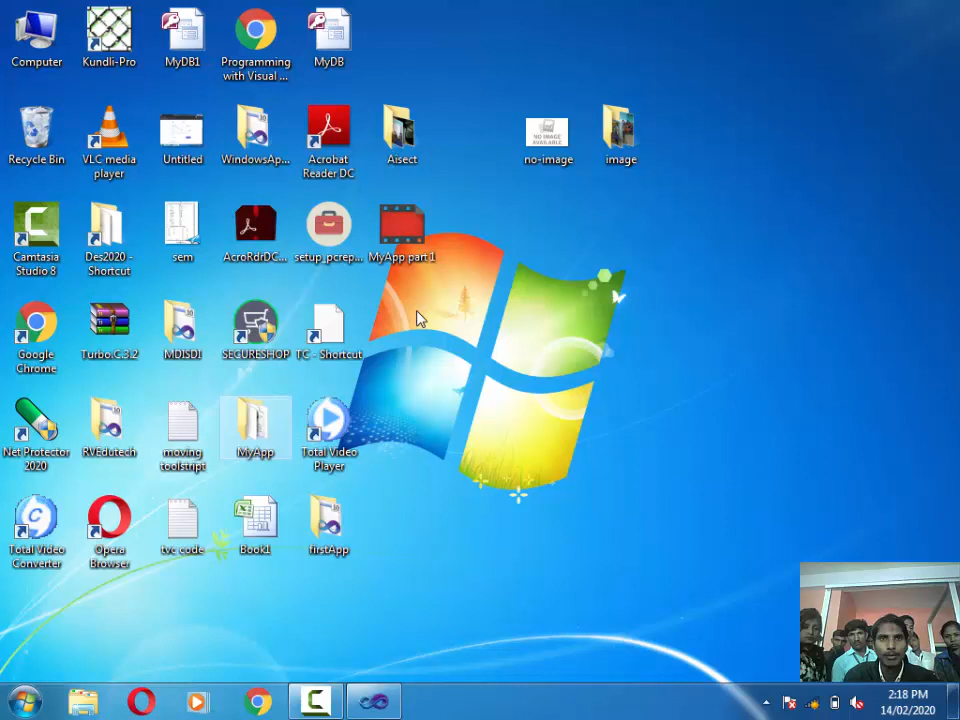 Computer
Kundli-Pro
MyDB1
Programming
with Visual ...
MyDB
Recycle Bin
VLC media
player
Untitled
WindowsAp...
Acrobat
Reader DC
Aisect
NO IMAGE
AVAILABLE
no-image
image
Camtasia
Studio 8
Des2020 -
Shortcut
sem
AcroRdrDC...
setup_pcrep...
MyApp part 1
Google
Chrome
Turbo.C.3.2
MDISDI
SECURESHOP
TC - Shortcut
Net Protector
2020
RVEdutech
moving
toolstript
MyApp
Total Video
Player
Total Video
Converter
Opera
Browser
tvc code
Book1
firstApp
2:18 PM
14/02/2020